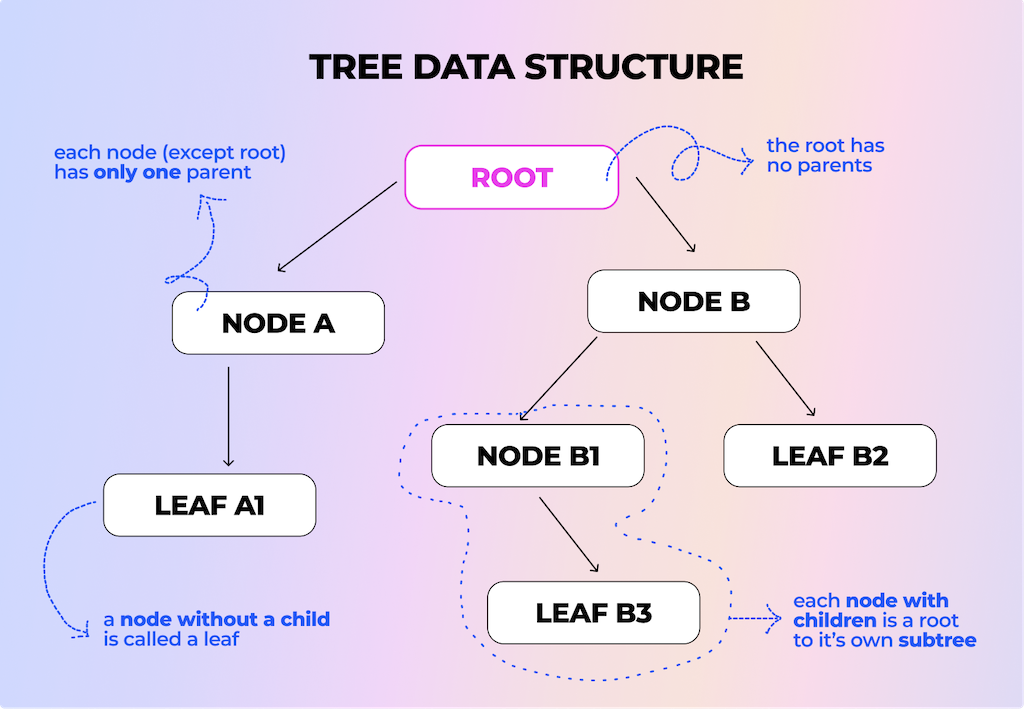 TREE DATA STRUCTURE
each node (except root)
has only one parent
ROOT
the root has
no parents
NODE A
NODE B
NODE B1
LEAF B2
LEAF A1
LEAF B3
a node without a child
is called a leaf
each node with
children is a root
to it's own subtree